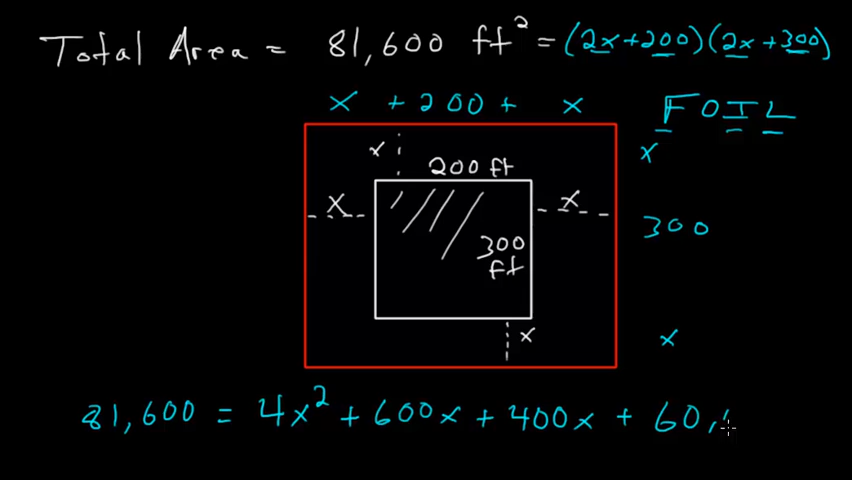 Total Area = 81,600 ft² = (2x+200)(2x+300)
x + 200 + x
FOIL
x
x
200 ft
x
x
300
300
ft
x
x
81,600 = 4x² + 600x + 400x + 60,